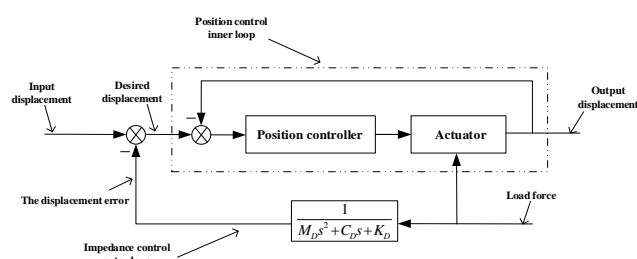 Position control
inner loop
Input
displacement
Desired
displacement
Output
displacement
−
Position controller
Actuator
−
The displacement error
Load force
1
M_D s² + C_D s + K_D
Impedance control